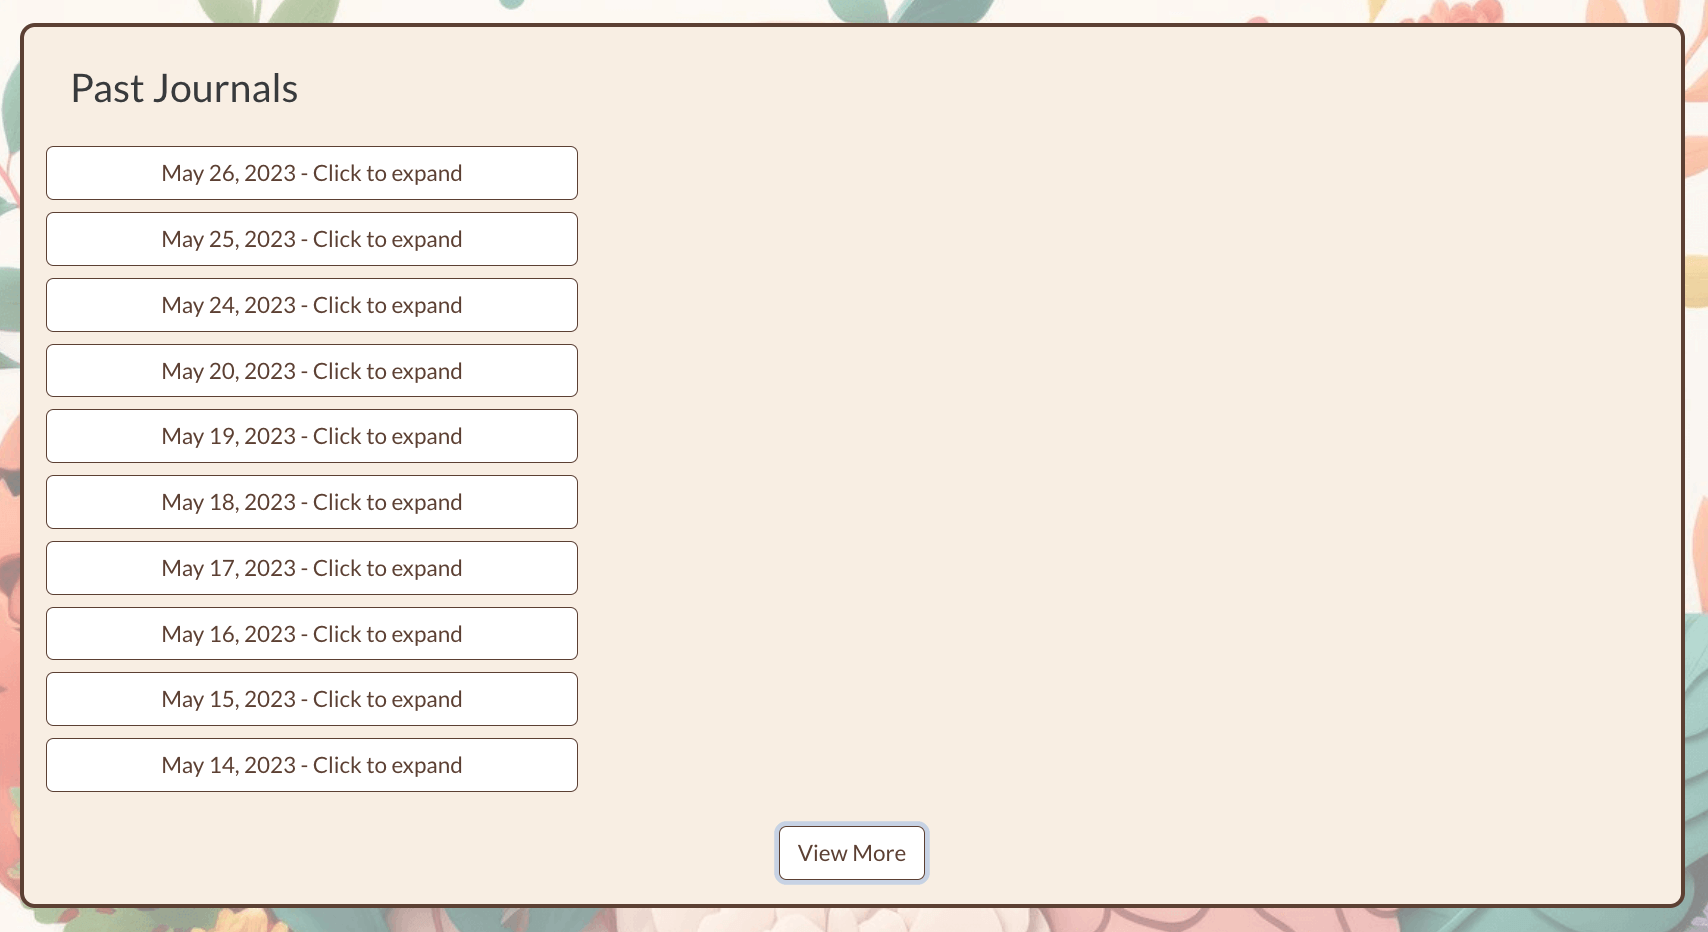 Past Journals
May 26, 2023 - Click to expand
May 25, 2023 - Click to expand
May 24, 2023 - Click to expand
May 20, 2023 - Click to expand
May 19, 2023 - Click to expand
May 18, 2023 - Click to expand
May 17, 2023 - Click to expand
May 16, 2023 - Click to expand
May 15, 2023 - Click to expand
May 14, 2023 - Click to expand
View More